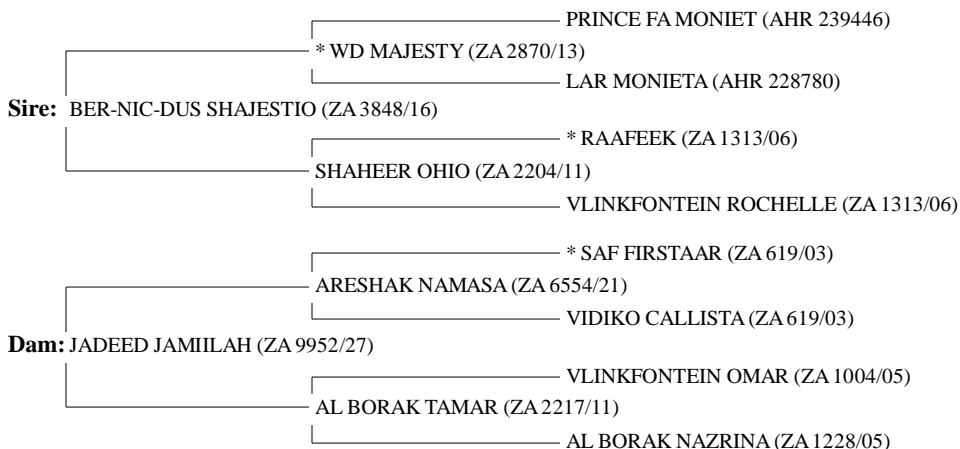 PRINCE FA MONIET (AHR 239446)
* WD MAJESTY (ZA 2870/13)
LAR MONIETA (AHR 228780)
Sire: BER-NIC-DUS SHAJESTIO (ZA 3848/16)
* RAAFEEK (ZA 1313/06)
SHAHEER OHIO (ZA 2204/11)
VLINKFONTEIN ROCHELLE (ZA 1313/06)
* SAF FIRSTAAR (ZA 619/03)
ARESHAK NAMASA (ZA 6554/21)
VIDIKO CALLISTA (ZA 619/03)
Dam: JADEED JAMIILAH (ZA 9952/27)
VLINKFONTEIN OMAR (ZA 1004/05)
AL BORAK TAMAR (ZA 2217/11)
AL BORAK NAZRINA (ZA 1228/05)